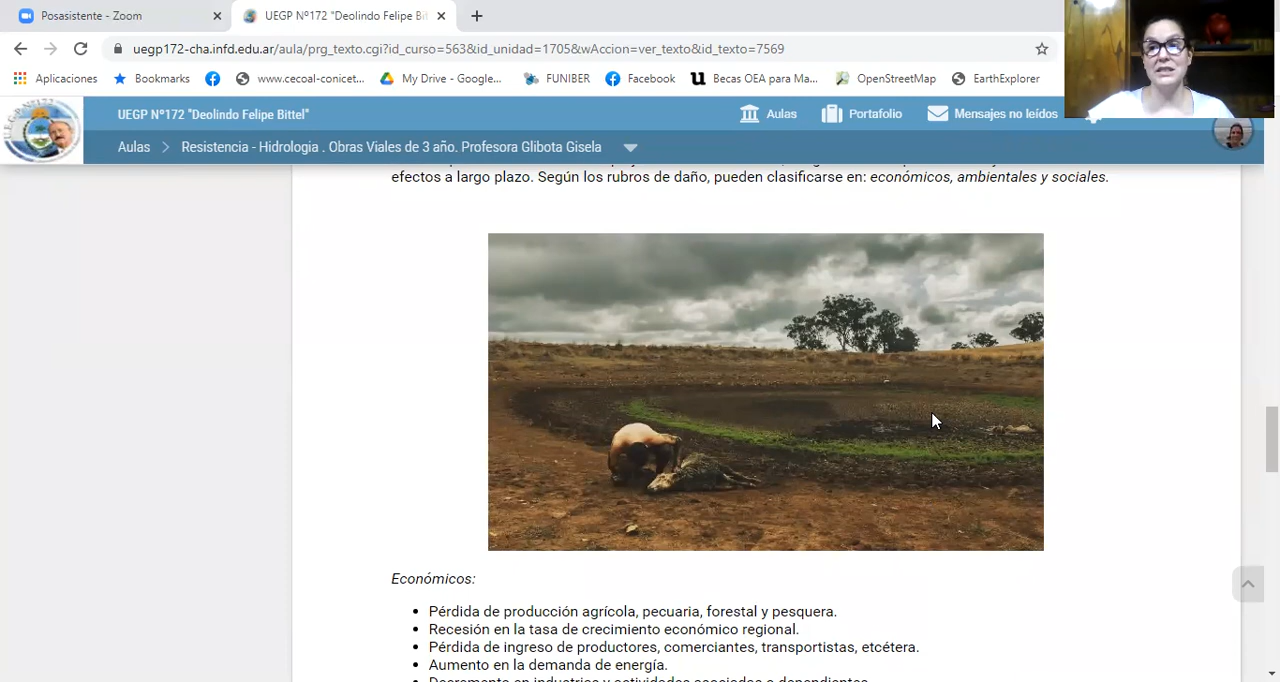 Posasistente - Zoom
UEGP Nº172 "Deolindo Felipe Bi
uegp172-cha.infd.edu.ar/aula/prg_texto.cgi?id_curso=563&id_unidad=1705&wAccion=ver_texto&id_texto=7569
Aplicaciones Bookmarks www.cecoal-conicet... My Drive - Google... FUNIBER Facebook Becas OEA para Ma... OpenStreetMap EarthExplorer
UEGP Nº172 "Deolindo Felipe Bittel" Aulas Portafolio Mensajes no leídos
Aulas > Resistencia - Hidrologia . Obras Viales de 3 año. Profesora Glibota Gisela
efectos a largo plazo. Según los rubros de daño, pueden clasificarse en: económicos, ambientales y sociales.
Económicos:
• Pérdida de producción agrícola, pecuaria, forestal y pesquera.
• Recesión en la tasa de crecimiento económico regional.
• Pérdida de ingreso de productores, comerciantes, transportistas, etcétera.
• Aumento en la demanda de energía.